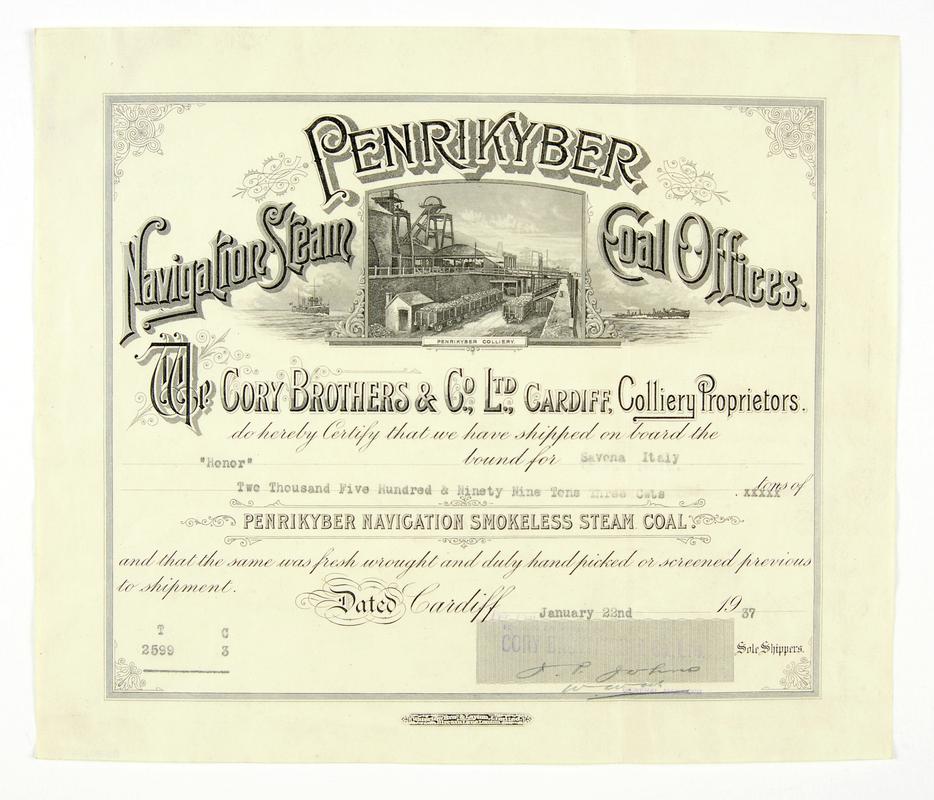 PENRIKYBER
Navigation Steam Coal Offices.
PENRIKYBER COLLIERY.
We CORY BROTHERS & CO., LTD., CARDIFF, Colliery Proprietors.
do hereby Certify that we have shipped on board the
"Honor" bound for Savona Italy
Two Thousand Five Hundred & Ninety Nine Tons Three Cwts xxxxx tons of
PENRIKYBER NAVIGATION SMOKELESS STEAM COAL.
and that the same was fresh wrought and duly hand picked or screened previous
to shipment.
Dated Cardiff January 22nd 1937
T C
2599 3
CORY
J. P. Johns
Sole Shippers.